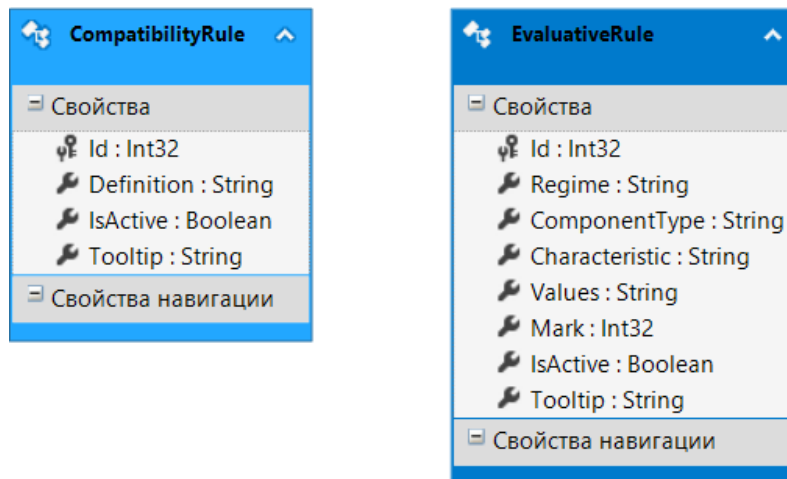 CompatibilityRule
Свойства
Id : Int32
Definition : String
IsActive : Boolean
Tooltip : String
Свойства навигации
EvaluativeRule
Свойства
Id : Int32
Regime : String
ComponentType : String
Characteristic : String
Values : String
Mark : Int32
IsActive : Boolean
Tooltip : String
Свойства навигации